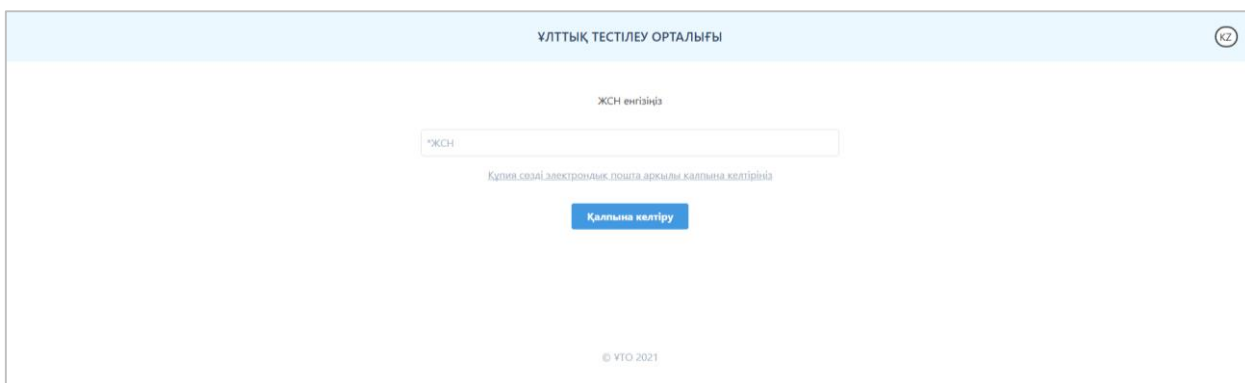 ҰЛТТЫҚ ТЕСТІЛЕУ ОРТАЛЫҒЫ
KZ
ЖСН енгізіңіз
*ЖСН
Құпия сөзді электрондық пошта арқылы қалпына келтіріңіз
Қалпына келтіру
© ҰТО 2021